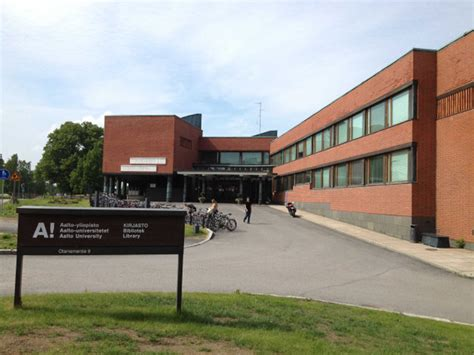 A!
Aalto-yliopisto KIRJASTO
Aalto-universitetet Bibliotek
Aalto University Library
Otaniementie 9